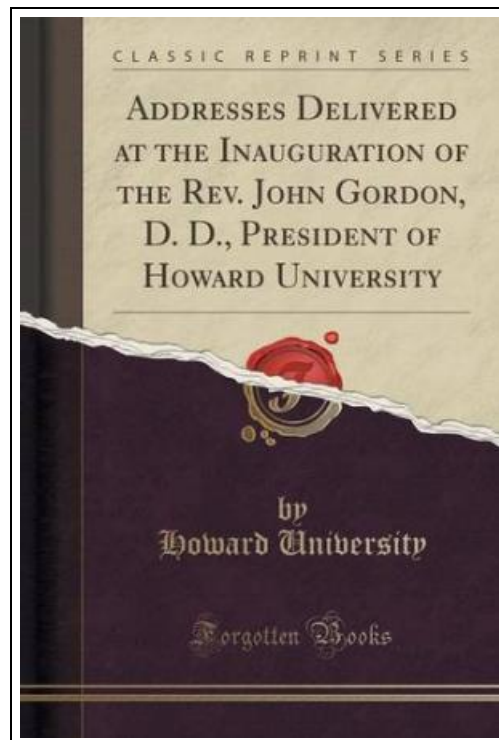 CLASSIC REPRINT SERIES
ADDRESSES DELIVERED
AT THE INAUGURATION OF
THE REV. JOHN GORDON,
D. D., PRESIDENT OF
HOWARD UNIVERSITY
by
Howard University
Forgotten Books